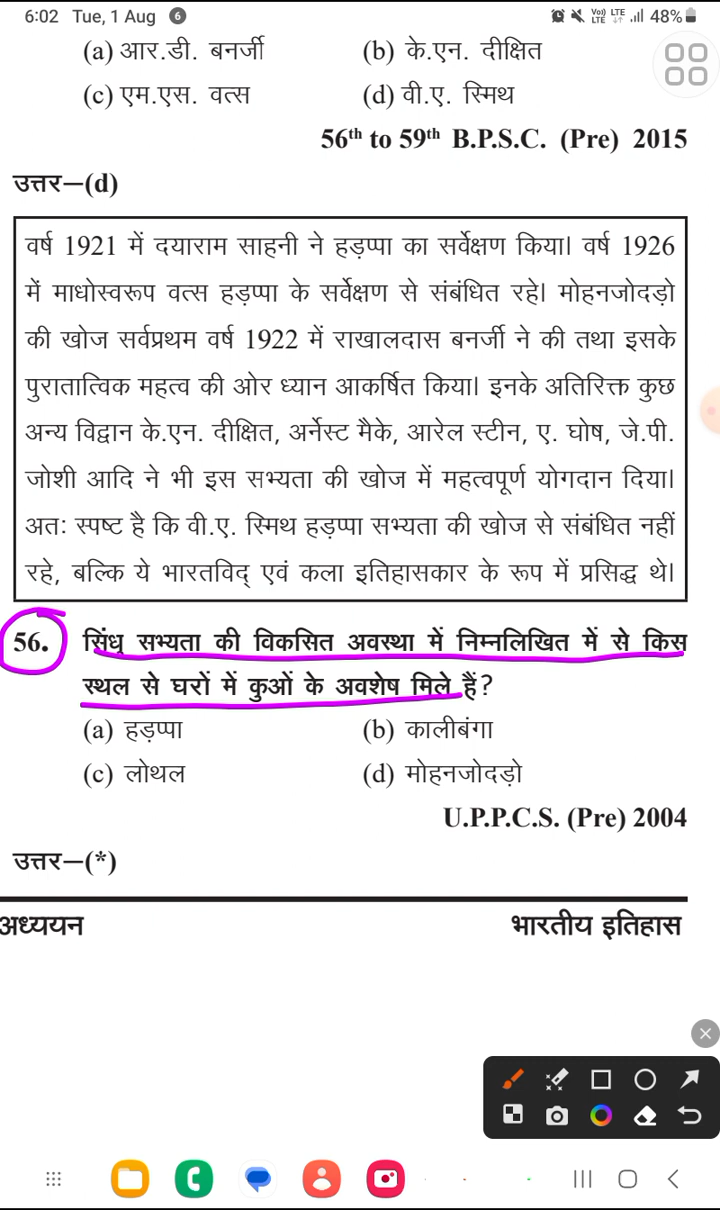 6:02 Tue, 1 Aug 6 Vo)) LTE LTE 48%
(a) आर.डी. बनर्जी (b) के.एन. दीक्षित
(c) एम.एस. वत्स (d) वी.ए. स्मिथ
56th to 59th B.P.S.C. (Pre) 2015
उत्तर—(d)
वर्ष 1921 में दयाराम साहनी ने हड़प्पा का सर्वेक्षण किया। वर्ष 1926
में माधोस्वरूप वत्स हड़प्पा के सर्वेक्षण से संबंधित रहे। मोहनजोदड़ो
की खोज सर्वप्रथम वर्ष 1922 में राखालदास बनर्जी ने की तथा इसके
पुरातात्विक महत्व की ओर ध्यान आकर्षित किया। इनके अतिरिक्त कुछ
अन्य विद्वान के.एन. दीक्षित, अर्नेस्ट मैके, आरेल स्टीन, ए. घोष, जे.पी.
जोशी आदि ने भी इस सभ्यता की खोज में महत्वपूर्ण योगदान दिया।
अतः स्पष्ट है कि वी.ए. स्मिथ हड़प्पा सभ्यता की खोज से संबंधित नहीं
रहे, बल्कि ये भारतविद् एवं कला इतिहासकार के रूप में प्रसिद्ध थे।
56. सिंधु सभ्यता की विकसित अवस्था में निम्नलिखित में से किस
स्थल से घरों में कुओं के अवशेष मिले हैं?
(a) हड़प्पा (b) कालीबंगा
(c) लोथल (d) मोहनजोदड़ो
U.P.P.C.S. (Pre) 2004
उत्तर—(*)
अध्ययन भारतीय इतिहास